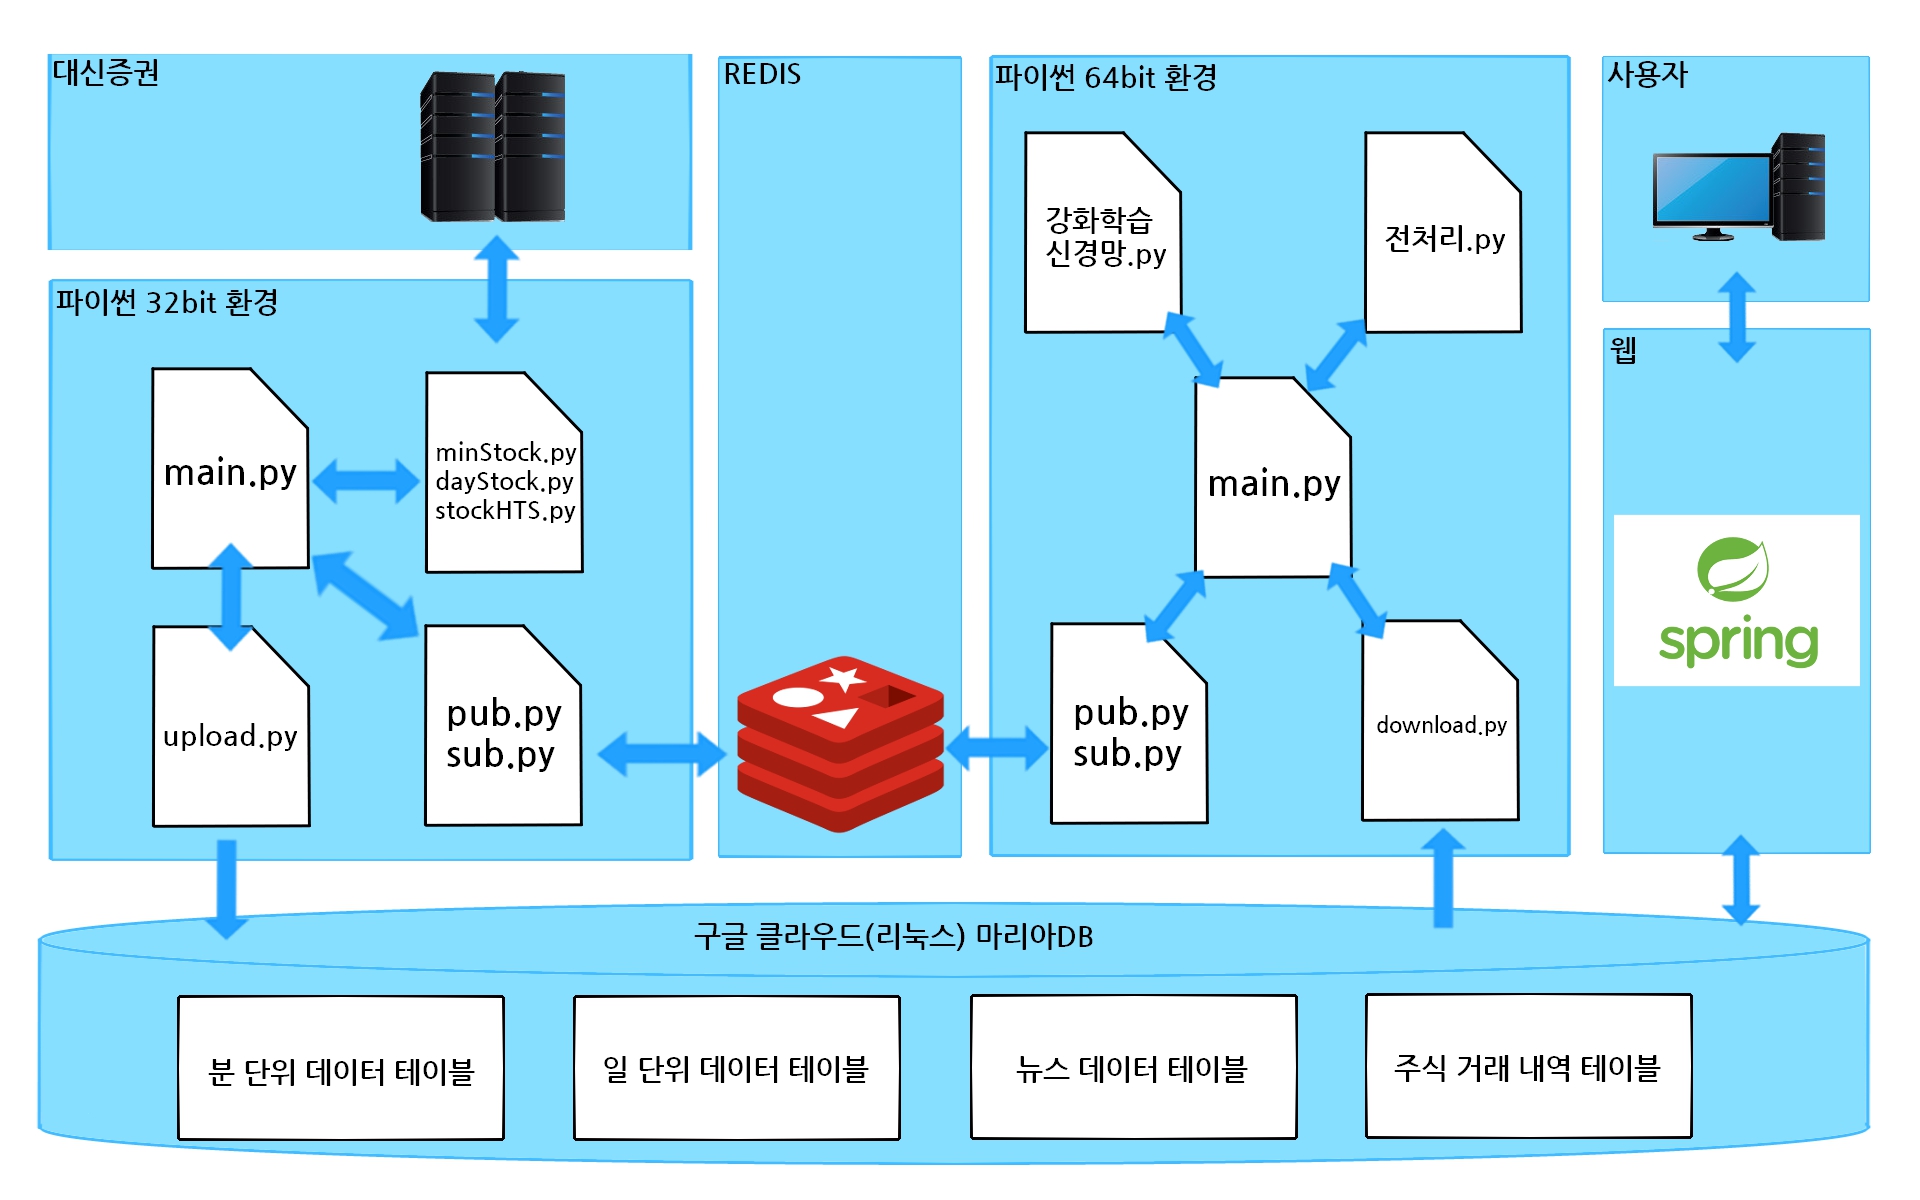 대신증권
파이썬 32bit 환경
main.py
minStock.py
dayStock.py
stockHTS.py
upload.py
pub.py
sub.py
REDIS
파이썬 64bit 환경
강화학습
신경망.py
전처리.py
main.py
pub.py
sub.py
download.py
사용자
웹
spring
구글 클라우드(리눅스) 마리아DB
분 단위 데이터 테이블
일 단위 데이터 테이블
뉴스 데이터 테이블
주식 거래 내역 테이블